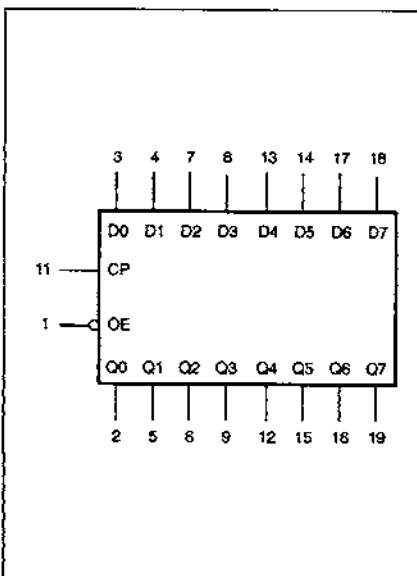 3 4 7 8 13 14 17 18
D0 D1 D2 D3 D4 D5 D6 D7
11 CP
1 OE
Q0 Q1 Q2 Q3 Q4 Q5 Q6 Q7
2 5 6 9 12 15 16 19